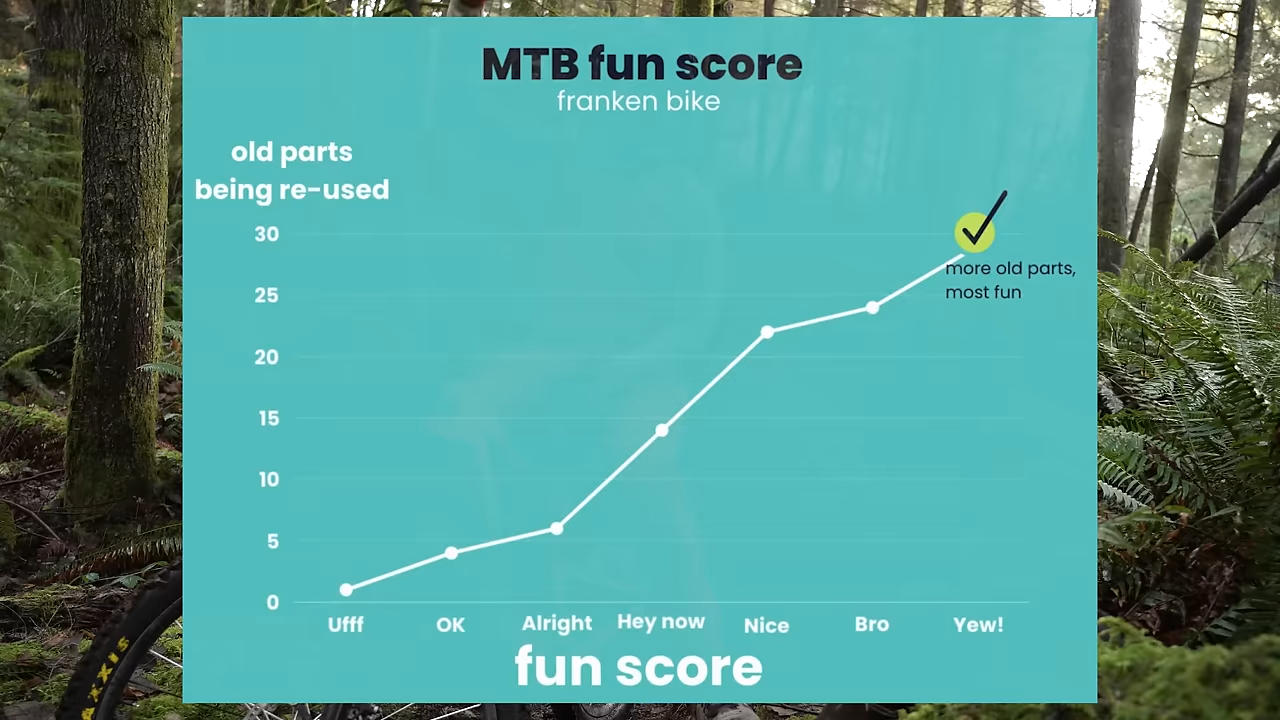 MTB fun score
franken bike
old parts
being re-used
30
25
20
15
10
5
0
more old parts,
most fun
Ufff
OK
Alright
Hey now
Nice
Bro
Yew!
fun score
AXXIS